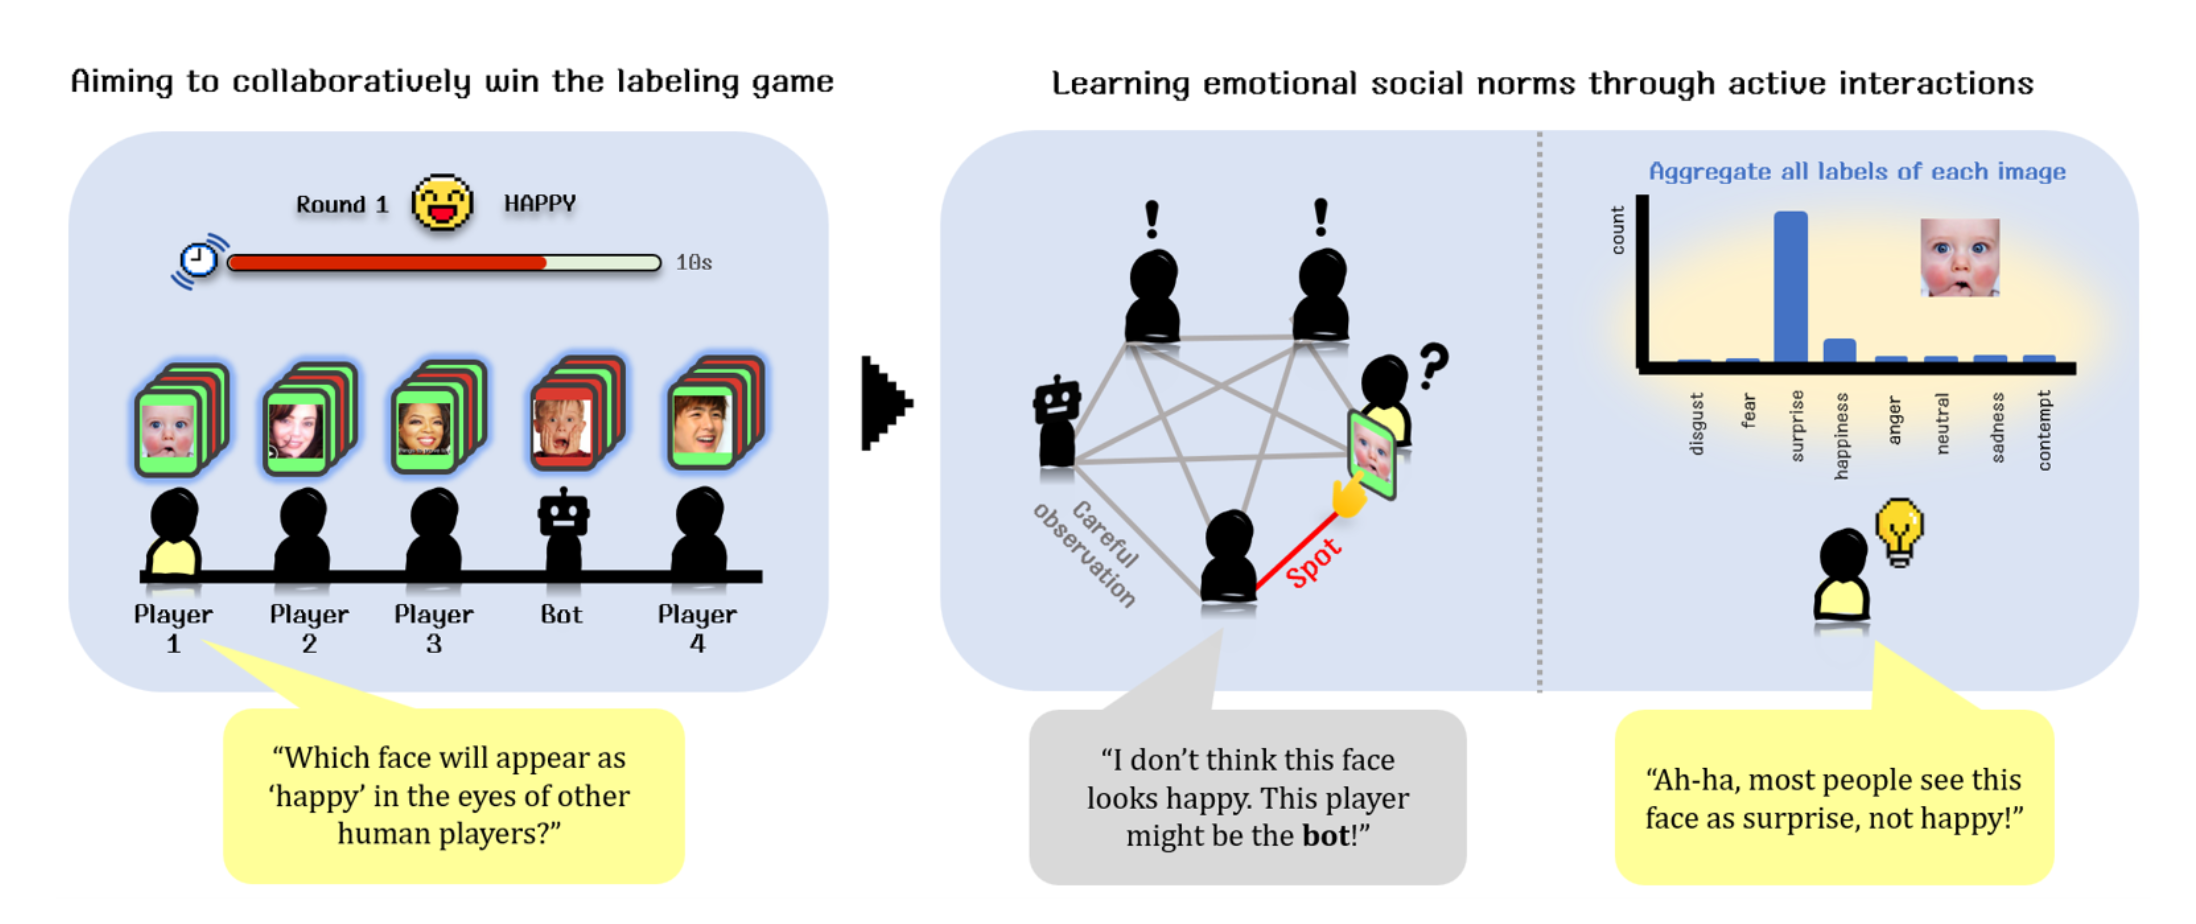 Aiming to collaboratively win the labeling game
Round 1
HAPPY
10s
Player
1
Player
2
Player
3
Bot
Player
4
“Which face will appear as
‘happy’ in the eyes of other
human players?”
Learning emotional social norms through active interactions
!
!
?
Careful
observation
Spot
“I don’t think this face
looks happy. This player
might be the bot!”
Aggregate all labels of each image
count
disgust
fear
surprise
happiness
anger
neutral
sadness
contempt
“Ah-ha, most people see this
face as surprise, not happy!”